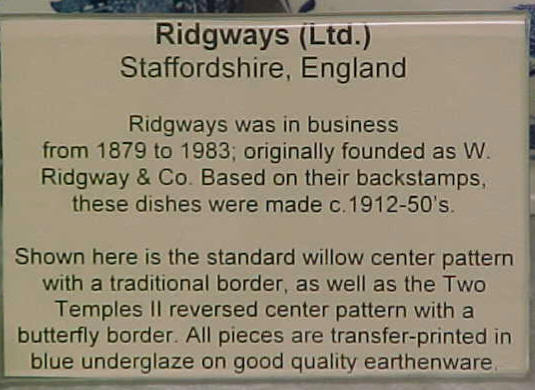 Ridgways (Ltd.)
Staffordshire, England
Ridgways was in business
from 1879 to 1983; originally founded as W.
Ridgway & Co. Based on their backstamps,
these dishes were made c.1912-50's.
Shown here is the standard willow center pattern
with a traditional border, as well as the Two
Temples II reversed center pattern with a
butterfly border. All pieces are transfer-printed in
blue underglaze on good quality earthenware.